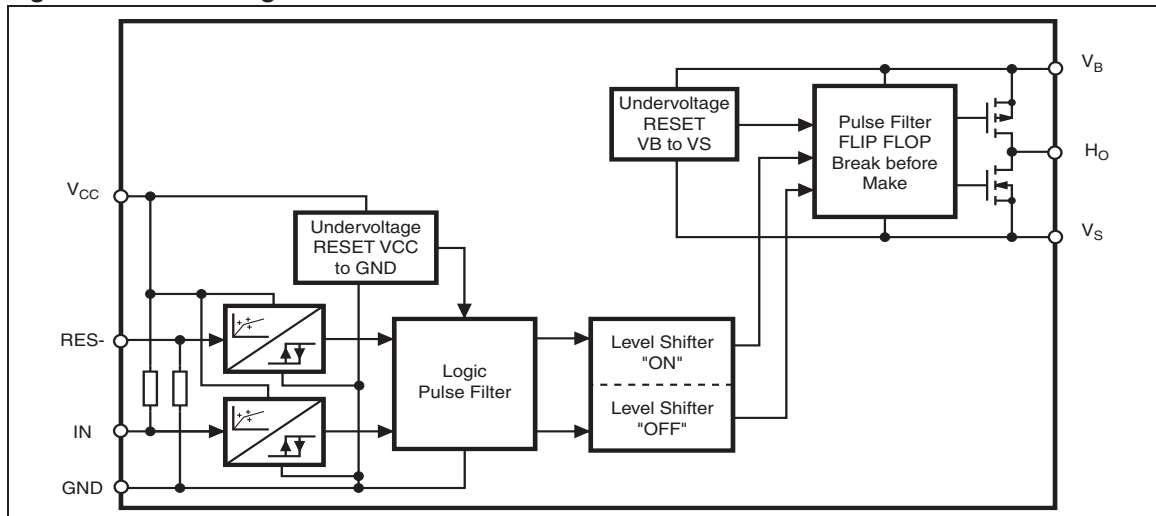 V_B
Undervoltage
RESET
VB to VS
Pulse Filter
FLIP FLOP
Break before
Make
H_O
V_S
V_CC
Undervoltage
RESET VCC
to GND
RES-
Logic
Pulse Filter
Level Shifter
"ON"
Level Shifter
"OFF"
IN
GND